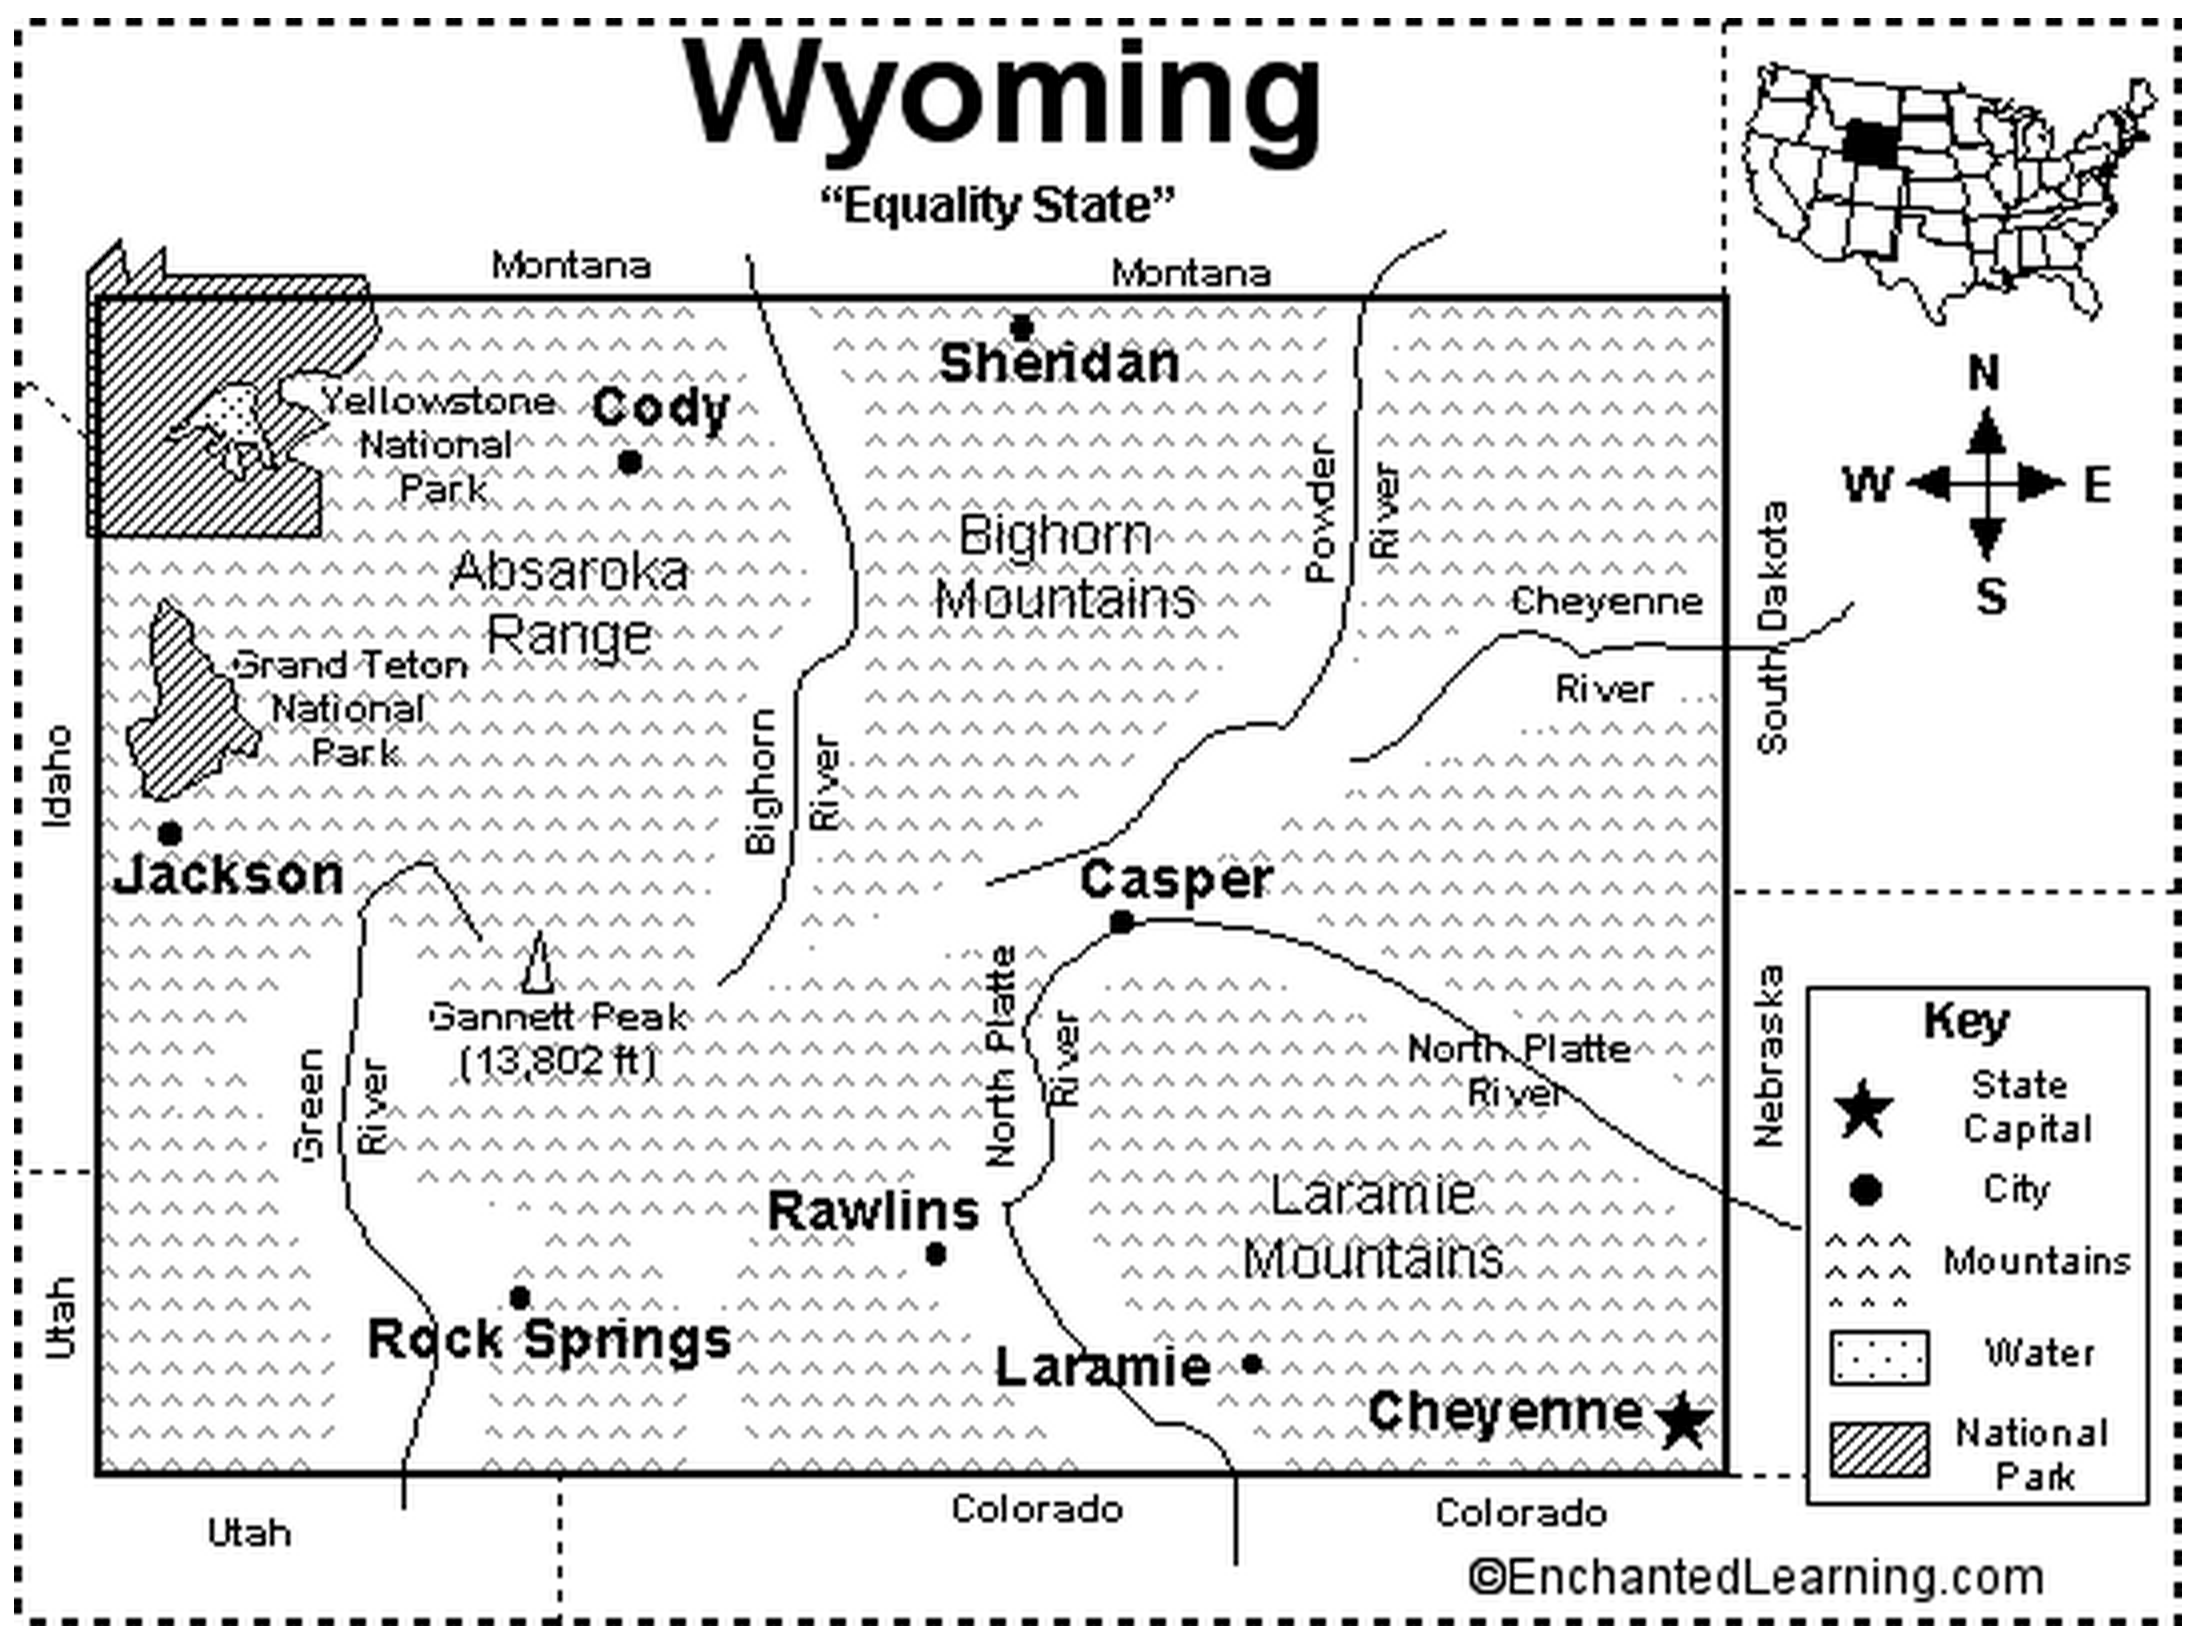 Wyoming
“Equality State”
Montana
Montana
Sheridan
Cody
Yellowstone
National
Park
N
W
E
S
Powder
River
Bighorn
Mountains
Absaroka
Range
Cheyenne
River
South Dakota
Grand Teton
National
Park
Idaho
Bighorn
River
Jackson
Casper
Gannett Peak
(13,802 ft)
Green
River
North Platte
River
North Platte
River
Nebraska
Key
State
Capital
City
Mountains
Water
National
Park
Laramie
Mountains
Rawlins
Rock Springs
Laramie
Cheyenne
Utah
Utah
Colorado
Colorado
©EnchantedLearning.com